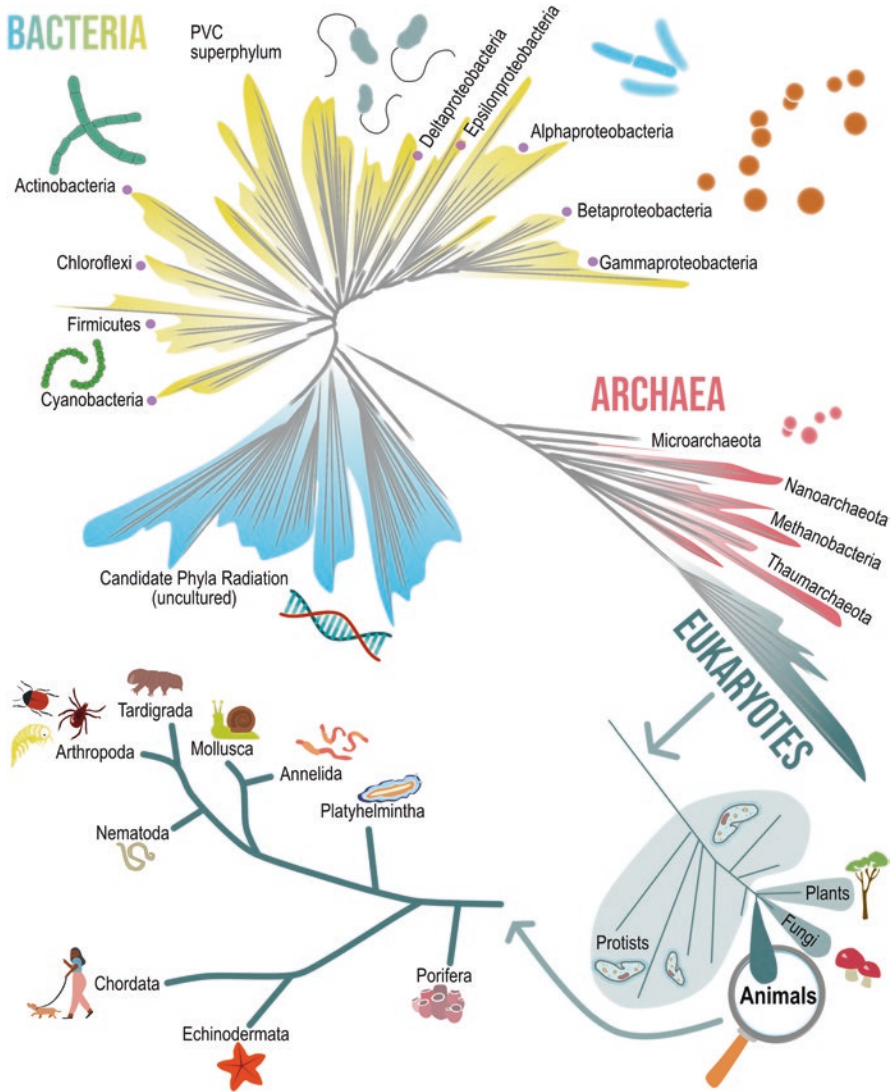 BACTERIA
PVC
superphylum
Deltaproteobacteria
Epsilonproteobacteria
Alphaproteobacteria
Actinobacteria
Betaproteobacteria
Chloroflexi
Gammaproteobacteria
Firmicutes
Cyanobacteria
ARCHAEA
Microarchaeota
Nanoarchaeota
Methanobacteria
Thaumarchaeota
Candidate Phyla Radiation
(uncultured)
EUKARYOTES
Tardigrada
Arthropoda
Mollusca
Annelida
Platyhelmintha
Nematoda
Plants
Fungi
Protists
Chordata
Porifera
Animals
Echinodermata